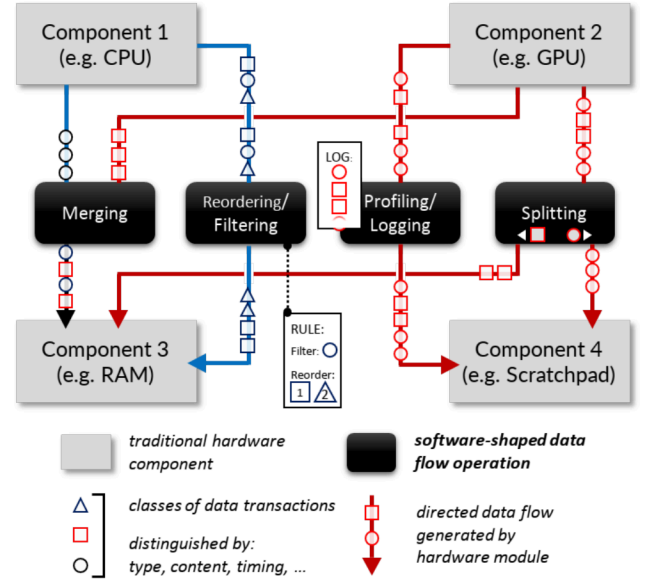 Component 1
(e.g. CPU)
Component 2
(e.g. GPU)
LOG:
Merging
Reordering/
Filtering
Profiling/
Logging
Splitting
RULE:
Filter:
Reorder:
1 2
Component 3
(e.g. RAM)
Component 4
(e.g. Scratchpad)
traditional hardware
component
software-shaped data
flow operation
classes of data transactions
distinguished by:
type, content, timing, ...
directed data flow
generated by
hardware module